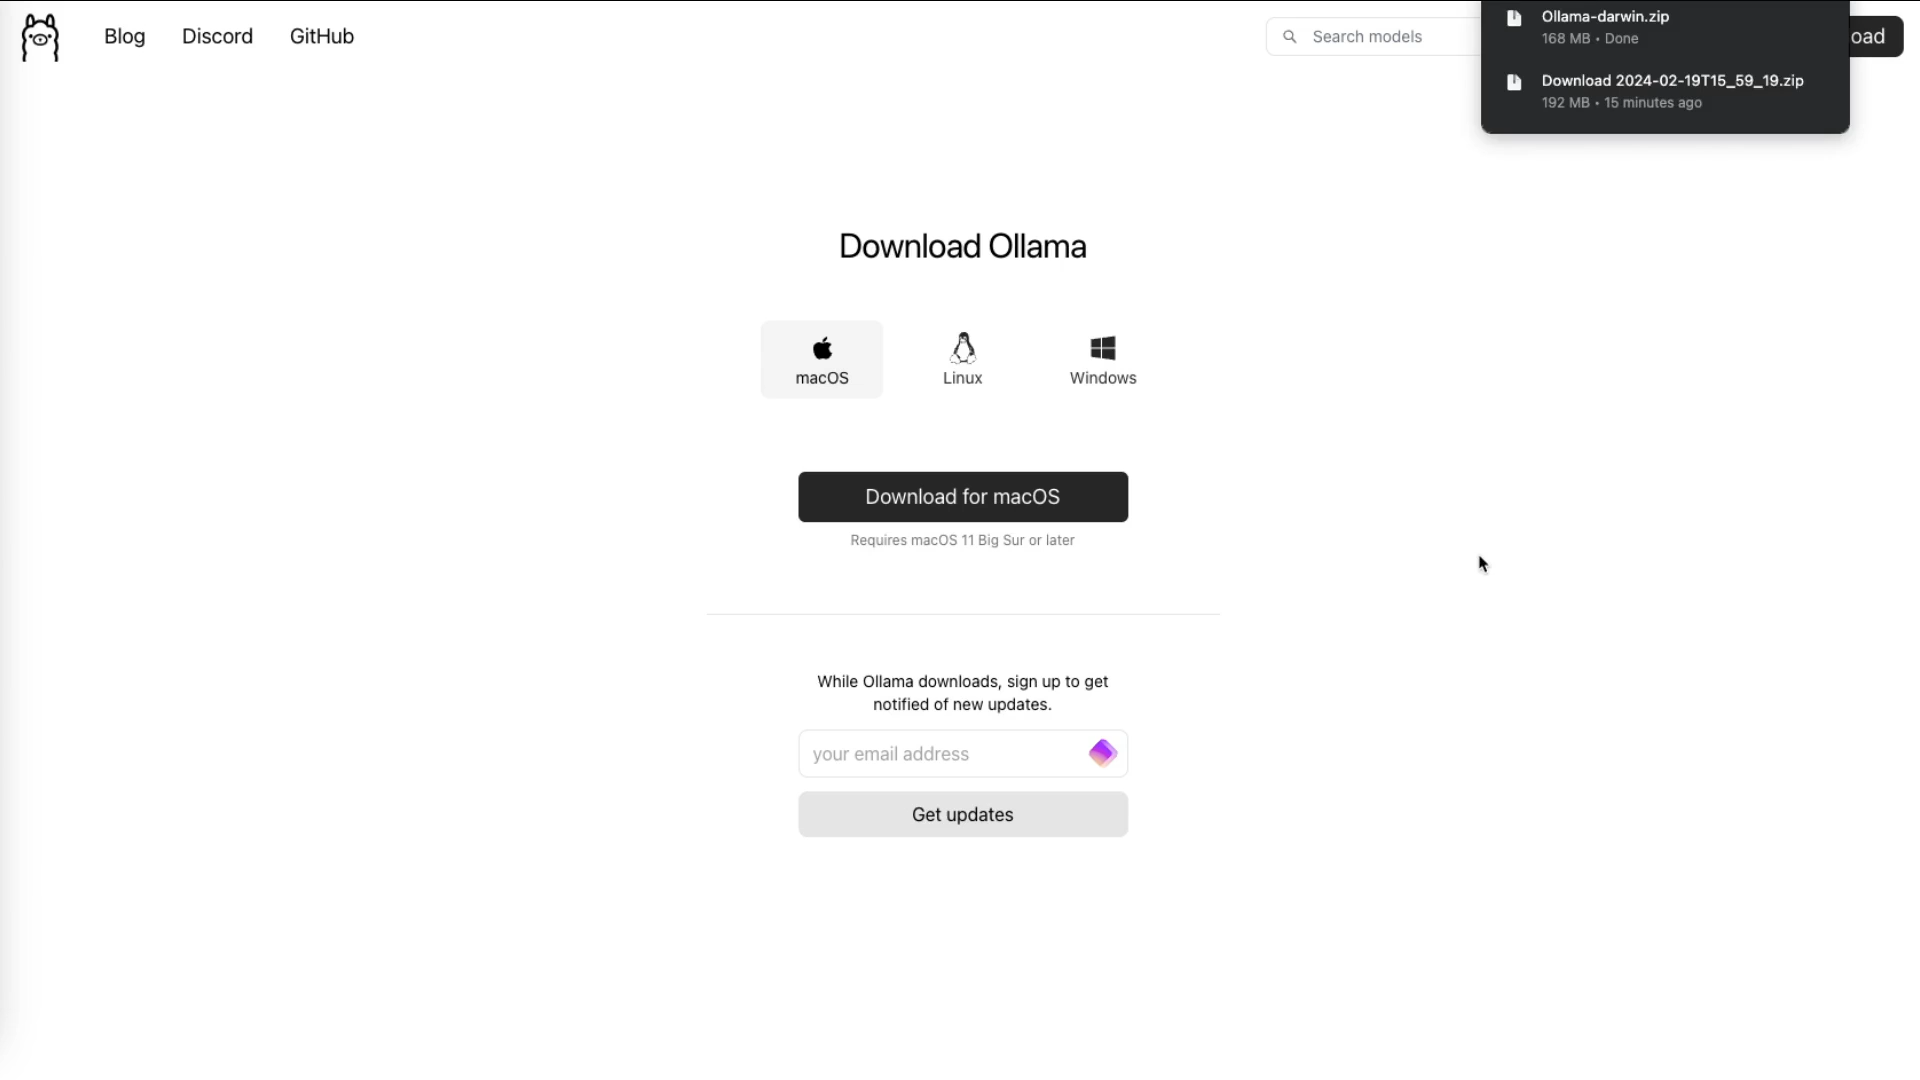 Blog Discord GitHub
Search models
Ollama-darwin.zip
168 MB • Done
oad
Download 2024-02-19T15_59_19.zip
192 MB • 15 minutes ago
Download Ollama
macOS Linux Windows
Download for macOS
Requires macOS 11 Big Sur or later
While Ollama downloads, sign up to get
notified of new updates.
your email address
Get updates